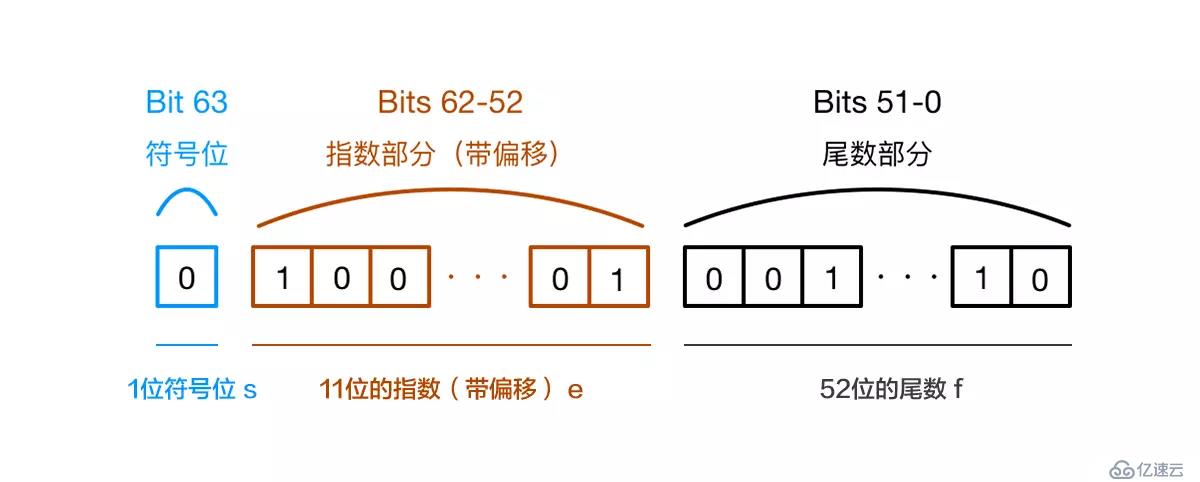 Bit 63 Bits 62-52 Bits 51-0
符号位 指数部分（带偏移） 尾数部分
0 1 0 0 · · · 0 1 0 0 1 · · · 1 0
1位符号位 s 11位的指数（带偏移）e 52位的尾数 f
亿速云